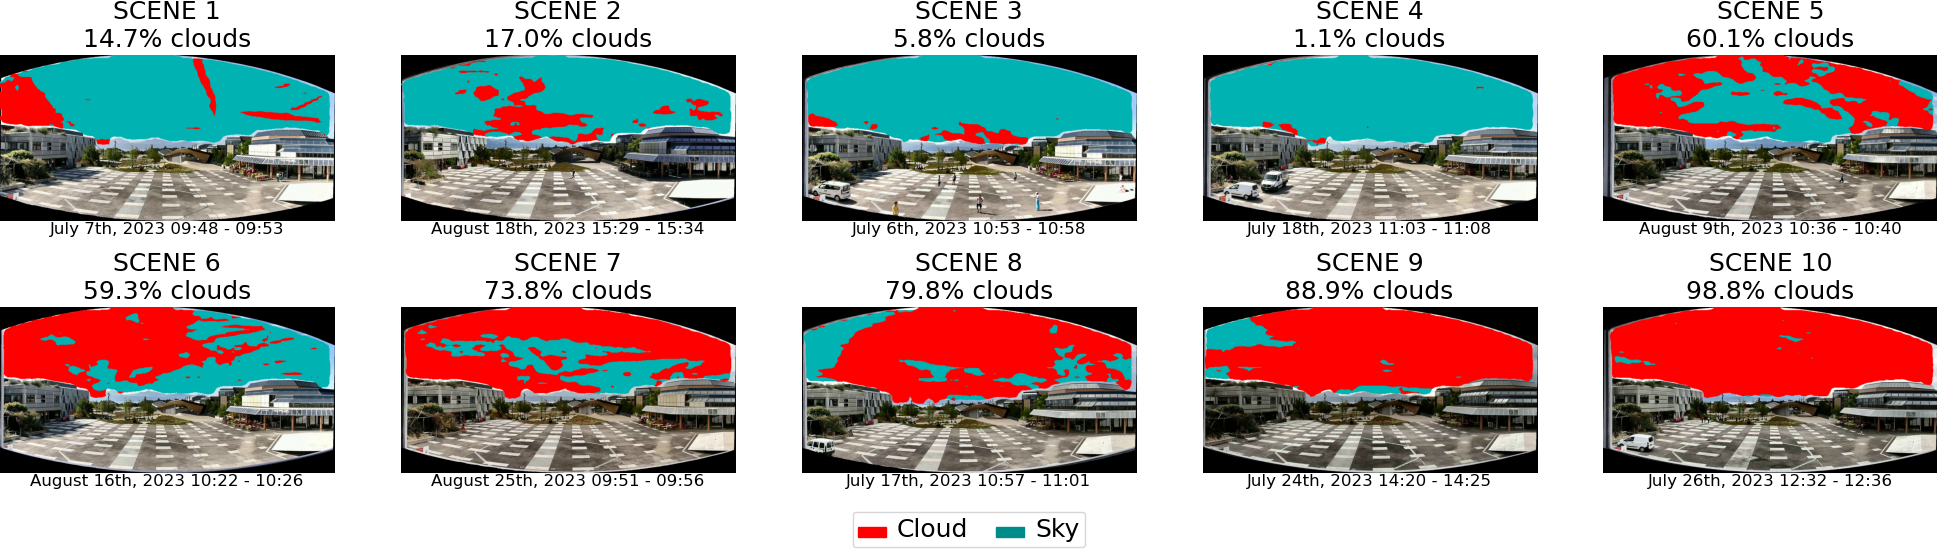 SCENE 1
14.7% clouds
July 7th, 2023 09:48 - 09:53
SCENE 2
17.0% clouds
August 18th, 2023 15:29 - 15:34
SCENE 3
5.8% clouds
July 6th, 2023 10:53 - 10:58
SCENE 4
1.1% clouds
July 18th, 2023 11:03 - 11:08
SCENE 5
60.1% clouds
August 9th, 2023 10:36 - 10:40
SCENE 6
59.3% clouds
August 16th, 2023 10:22 - 10:26
SCENE 7
73.8% clouds
August 25th, 2023 09:51 - 09:56
SCENE 8
79.8% clouds
July 17th, 2023 10:57 - 11:01
SCENE 9
88.9% clouds
July 24th, 2023 14:20 - 14:25
SCENE 10
98.8% clouds
July 26th, 2023 12:32 - 12:36
Cloud
Sky